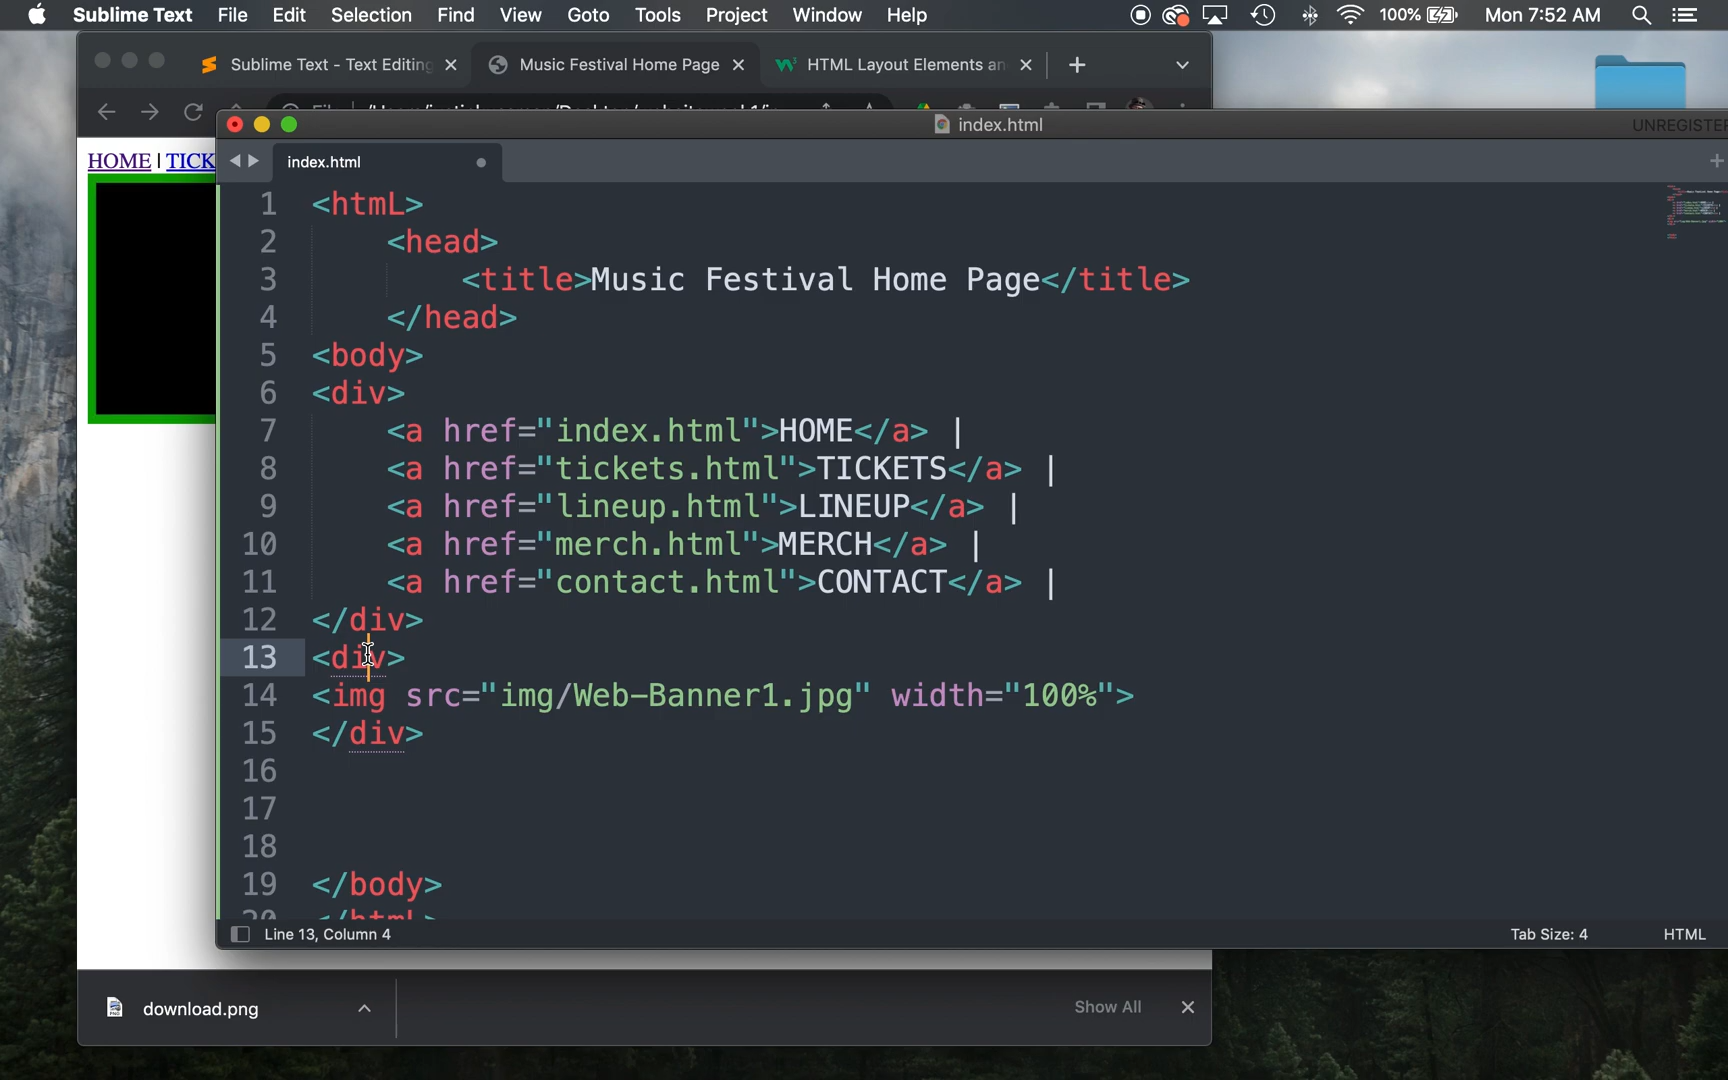 Sublime Text File Edit Selection Find View Goto Tools Project Window Help 100% Mon 7:52 AM
Sublime Text - Text Editing Music Festival Home Page HTML Layout Elements an
index.html
UNREGISTER
HOME | TICK
index.html
1 <htmL>
2 <head>
3 <title>Music Festival Home Page</title>
4 </head>
5 <body>
6 <div>
7 <a href="index.html">HOME</a> |
8 <a href="tickets.html">TICKETS</a> |
9 <a href="lineup.html">LINEUP</a> |
10 <a href="merch.html">MERCH</a> |
11 <a href="contact.html">CONTACT</a> |
12 </div>
13 <div>
14 <img src="img/Web-Banner1.jpg" width="100%">
15 </div>
16
17
18
19 </body>
20 </htmL>
Line 13, Column 4 Tab Size: 4 HTML
download.png Show All